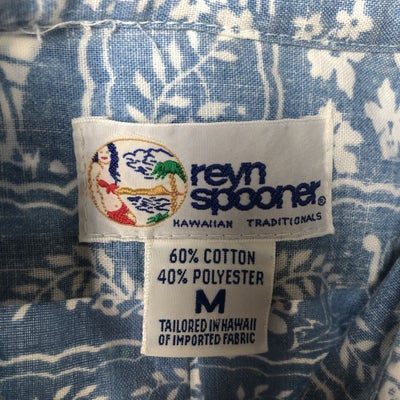 reyn
spooner®
HAWAIIAN TRADITIONALS
60% COTTON
40% POLYESTER
M
TAILORED IN HAWAII
OF IMPORTED FABRIC